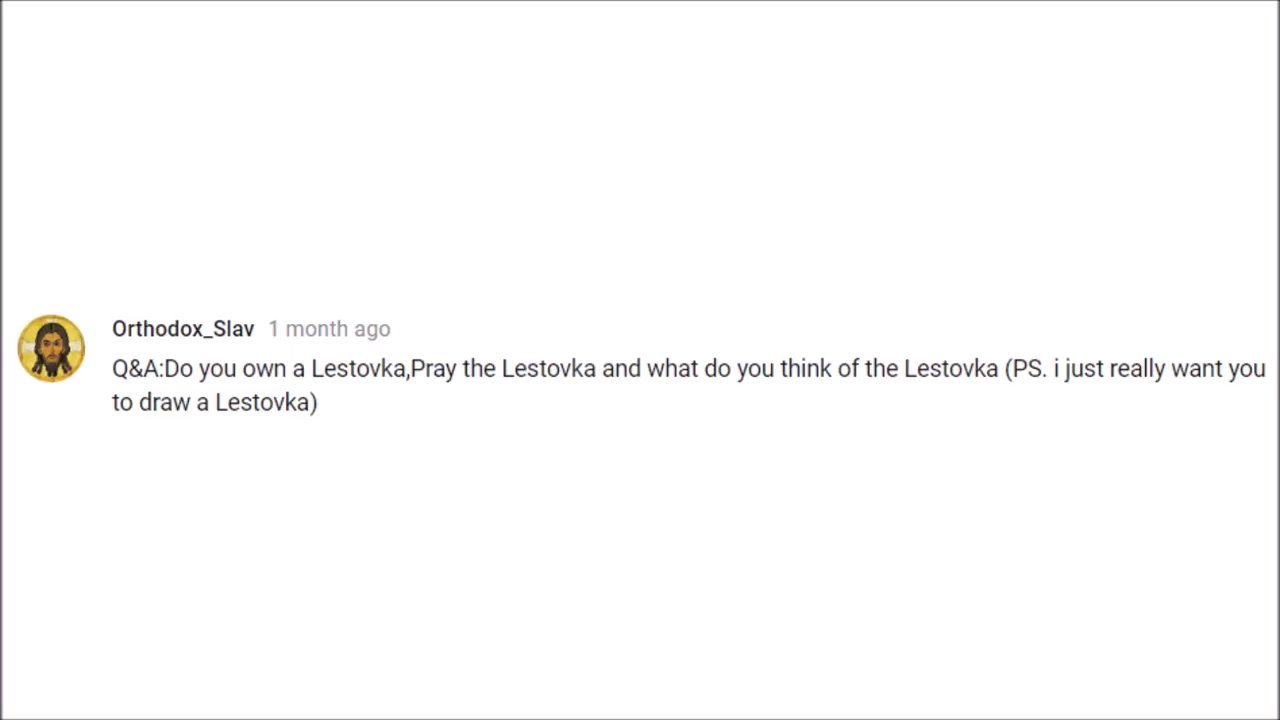 Orthodox_Slav 1 month ago
Q&A:Do you own a Lestovka,Pray the Lestovka and what do you think of the Lestovka (PS. i just really want you
to draw a Lestovka)